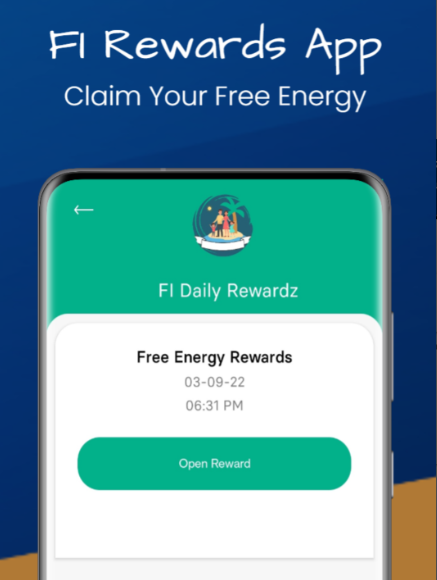 FI Rewards App
Claim Your Free Energy
FI Daily Rewardz
Free Energy Rewards
03-09-22
06:31 PM
Open Reward